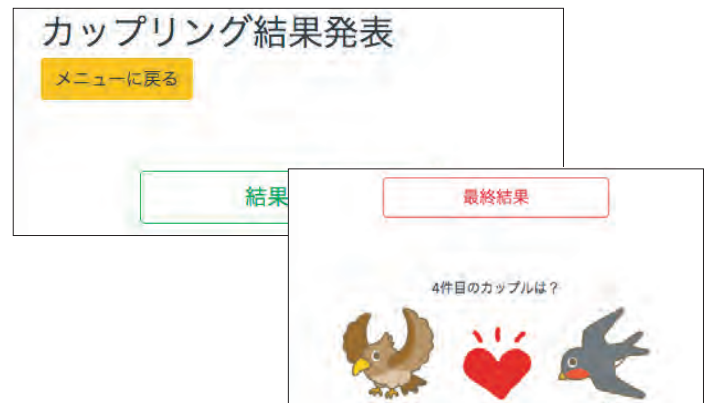 カップリング結果発表
メニューに戻る
結果
最終結果
4件目のカップルは？